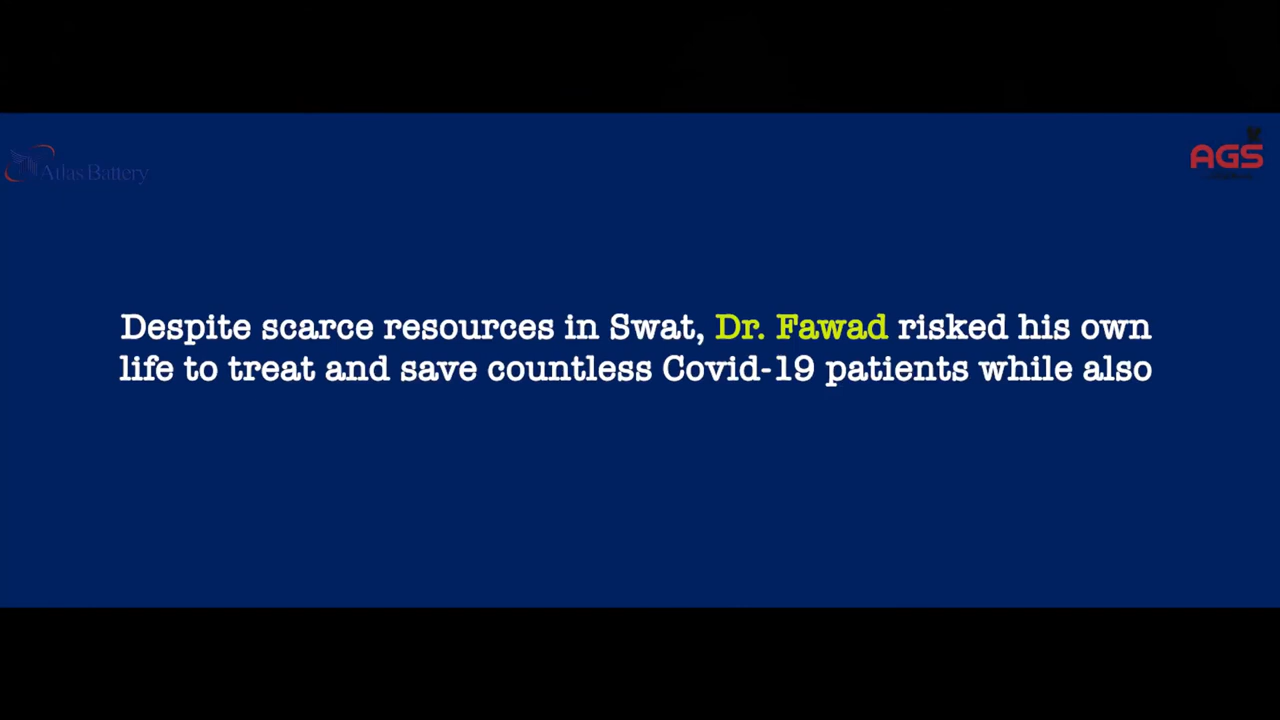 Atlas Battery
AGS
Despite scarce resources in Swat, Dr. Fawad risked his own
life to treat and save countless Covid-19 patients while also